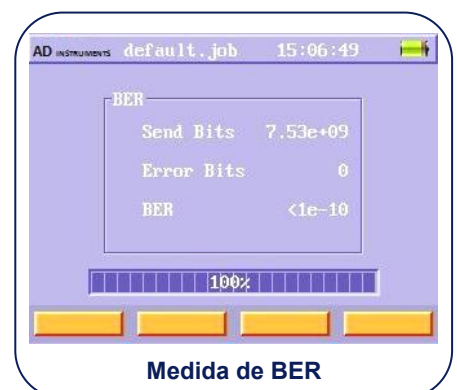 AD INSTRUMENTS default.job 15:06:49
BER
Send Bits 7.53e+09
Error Bits 0
BER <1e-10
100%
Medida de BER